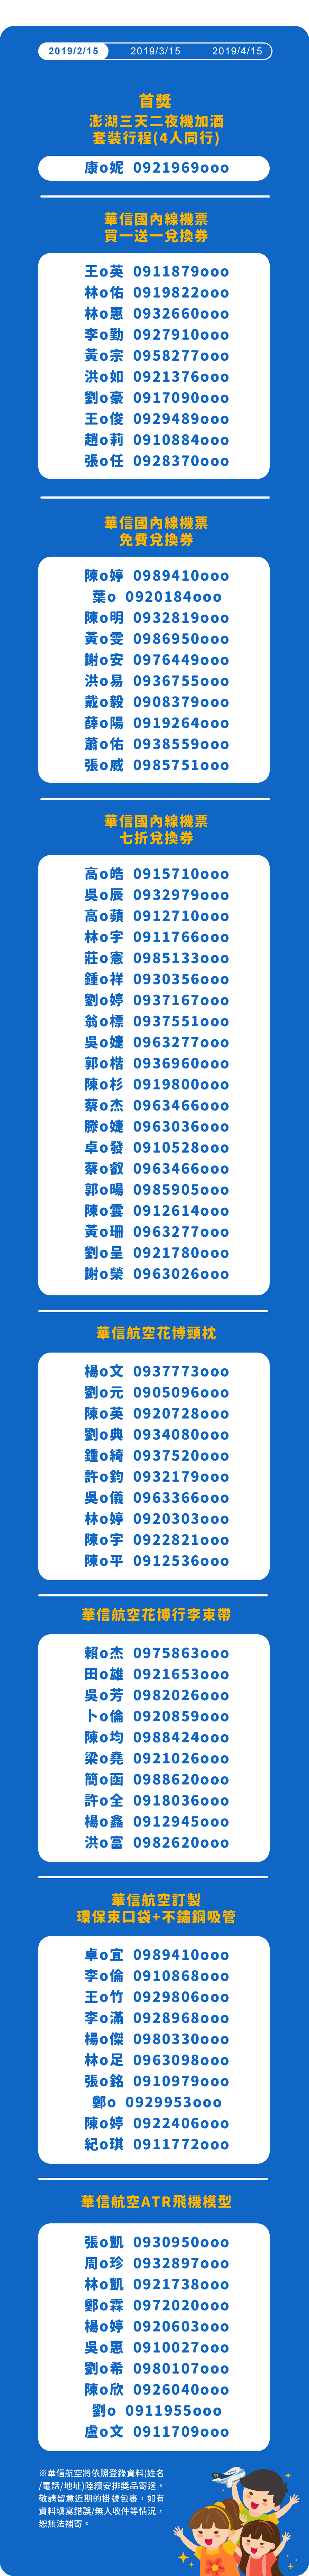 2019/2/15 2019/3/15 2019/4/15
首獎
澎湖三天二夜機加酒
套裝行程(4人同行)
康o妮 0921969ooo
華信國內線機票
買一送一兌換券
王o英 0911879ooo
林o佑 0919822ooo
林o惠 0932660ooo
李o勤 0927910ooo
黃o宗 0958277ooo
洪o如 0921376ooo
劉o豪 0917090ooo
王o俊 0929489ooo
趙o莉 0910884ooo
張o任 0928370ooo
華信國內線機票
免費兌換券
陳o婷 0989410ooo
葉o 0920184ooo
陳o明 0932819ooo
黃o雯 0986950ooo
謝o安 0976449ooo
洪o易 0936755ooo
戴o毅 0908379ooo
薛o陽 0919264ooo
蕭o佑 0938559ooo
張o威 0985751ooo
華信國內線機票
七折兌換券
高o皓 0915710ooo
吳o辰 0932979ooo
高o蘋 0912710ooo
林o宇 0911766ooo
莊o憲 0985133ooo
鍾o祥 0930356ooo
劉o婷 0937167ooo
翁o標 0937551ooo
吳o婕 0963277ooo
郭o楷 0936960ooo
陳o杉 0919800ooo
蔡o杰 0963466ooo
滕o婕 0963036ooo
卓o發 0910528ooo
蔡o叡 0963466ooo
郭o暘 0985905ooo
陳o雲 0912614ooo
黃o珊 0963277ooo
劉o呈 0921780ooo
謝o榮 0963026ooo
華信航空花博頸枕
楊o文 0937773ooo
劉o元 0905096ooo
陳o英 0920728ooo
劉o典 0934080ooo
鍾o綺 0937520ooo
許o鈞 0932179ooo
吳o儀 0963366ooo
林o婷 0920303ooo
陳o宇 0922821ooo
陳o平 0912536ooo
華信航空花博行李束帶
賴o杰 0975863ooo
田o雄 0921653ooo
吳o芳 0982026ooo
卜o倫 0920859ooo
陳o均 0988424ooo
梁o堯 0921026ooo
簡o函 0988620ooo
許o全 0918036ooo
楊o鑫 0912945ooo
洪o富 0982620ooo
華信航空訂製
環保束口袋+不鏽鋼吸管
卓o宜 0989410ooo
李o倫 0910868ooo
王o竹 0929806ooo
李o滿 0928968ooo
楊o傑 0980330ooo
林o足 0963098ooo
張o銘 0910979ooo
鄭o 0929953ooo
陳o婷 0922406ooo
紀o琪 0911772ooo
華信航空ATR飛機模型
張o凱 0930950ooo
周o珍 0932897ooo
林o凱 0921738ooo
鄭o霖 0972020ooo
楊o婷 0920603ooo
吳o惠 0910027ooo
劉o希 0980107ooo
陳o欣 0926040ooo
劉o 0911955ooo
盧o文 0911709ooo
※華信航空將依照登錄資料(姓名
/電話/地址)陸續安排獎品寄送，
敬請留意近期的掛號包裹，如有
資料填寫錯誤/無人收件等情況，
恕無法補寄。